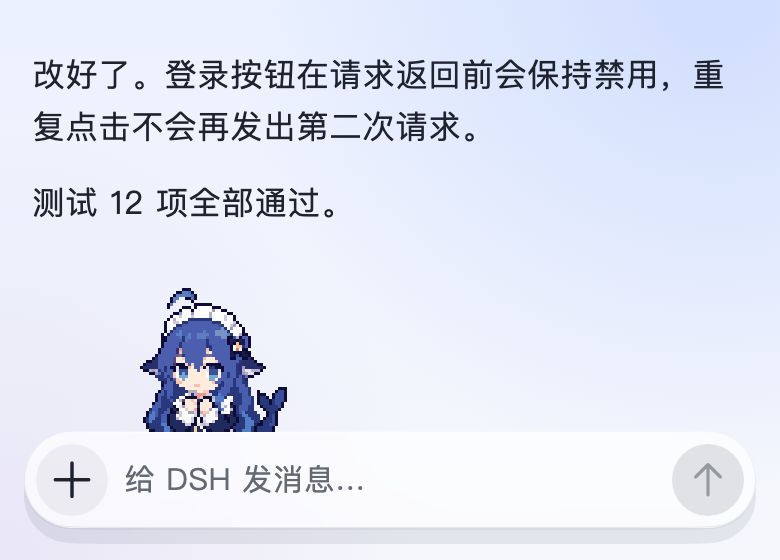 改好了。登录按钮在请求返回前会保持禁用，重
复点击不会再发出第二次请求。
测试 12 项全部通过。
给 DSH 发消息...